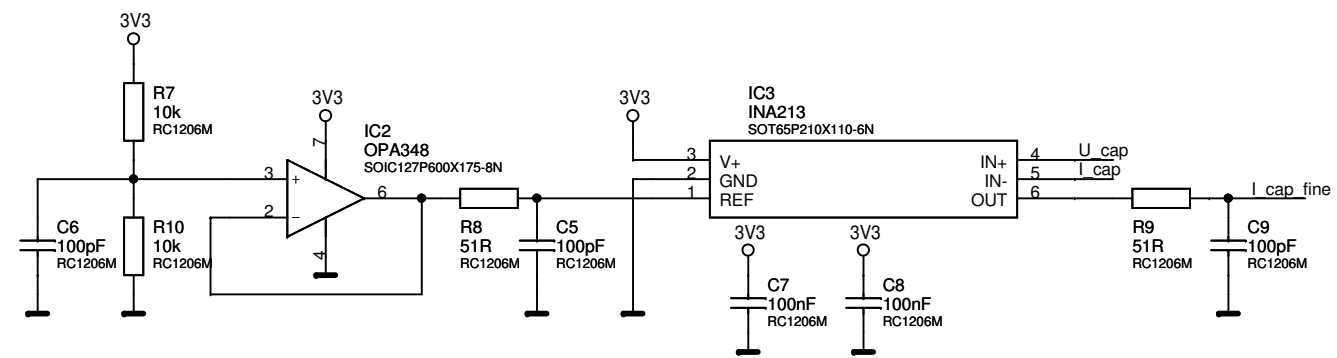 3V3
R7
10k
RC1206M
3V3
7
IC2
OPA348
SOIC127P600X175-8N
3
+
2
−
6
4
C6
100pF
RC1206M
R10
10k
RC1206M
R8
51R
RC1206M
C5
100pF
RC1206M
3V3
IC3
INA213
SOT65P210X110-6N
3
V+
2
GND
1
REF
IN+
4
U_cap
IN-
5
I_cap
OUT
6
3V3
C7
100nF
RC1206M
3V3
C8
100nF
RC1206M
R9
51R
RC1206M
I_cap_fine
C9
100pF
RC1206M